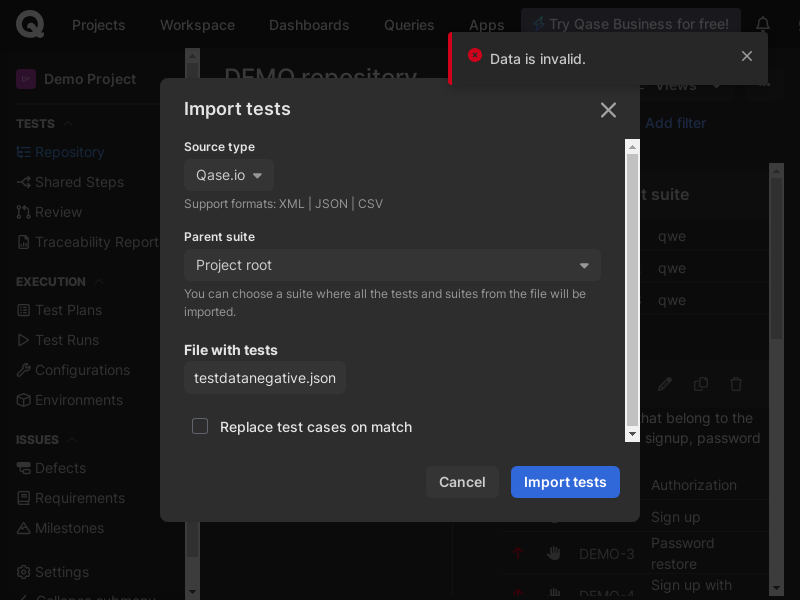 Projects
Workspace
Dashboards
Queries
Apps
Try Qase Business for free!
Data is invalid.
DP
Demo Project
DEMO repository
Views
Add filter
TESTS
Repository
Shared Steps
Review
Traceability Report
EXECUTION
Test Plans
Test Runs
Configurations
Environments
ISSUES
Defects
Requirements
Milestones
Settings
Collapse submenu
Import tests
Source type
Qase.io
Support formats: XML | JSON | CSV
Parent suite
Project root
You can choose a suite where all the tests and suites from the file will be
imported.
File with tests
testdatanegative.json
Replace test cases on match
Cancel
Import tests
t suite
qwe
qwe
qwe
hat belong to the
signup, password
Authorization
Sign up
DEMO-3
Password
restore
DEMO-4
Sign up with